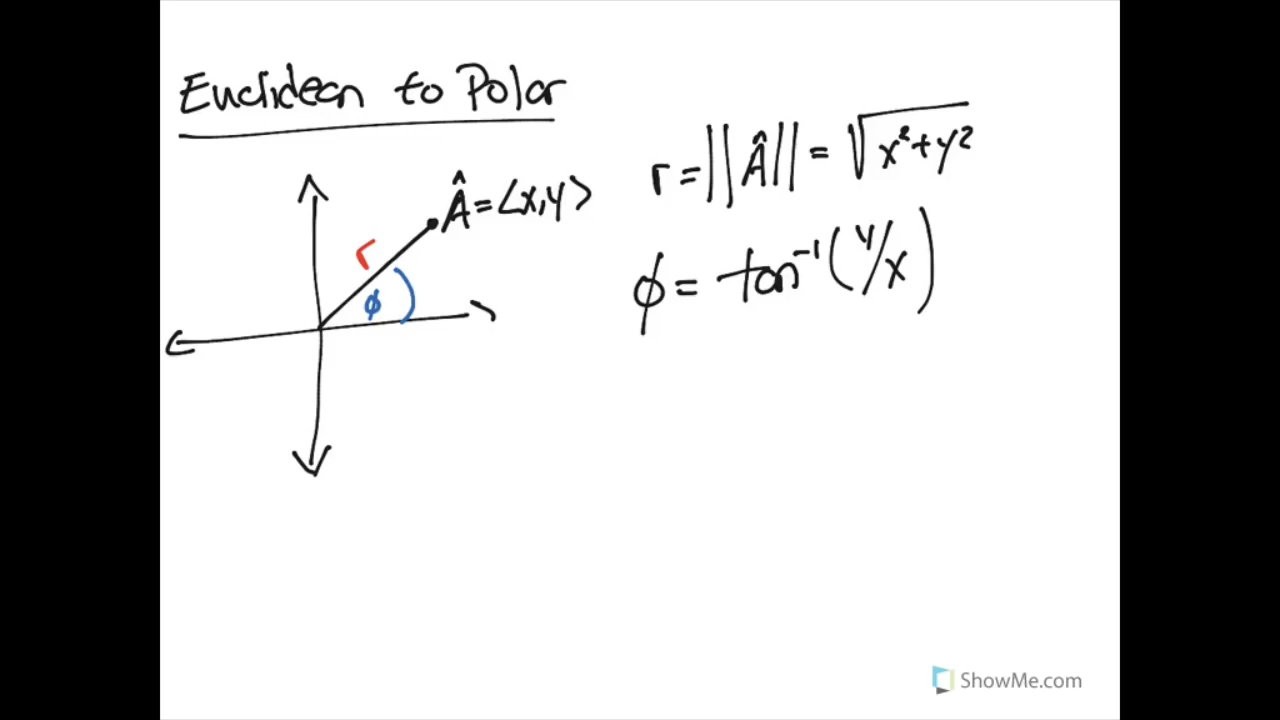 Euclidean to Polar
Â = <x,y>
r
ϕ
r = ||Â|| = √x²+y²
ϕ = tan⁻¹(y/x)
ShowMe.com